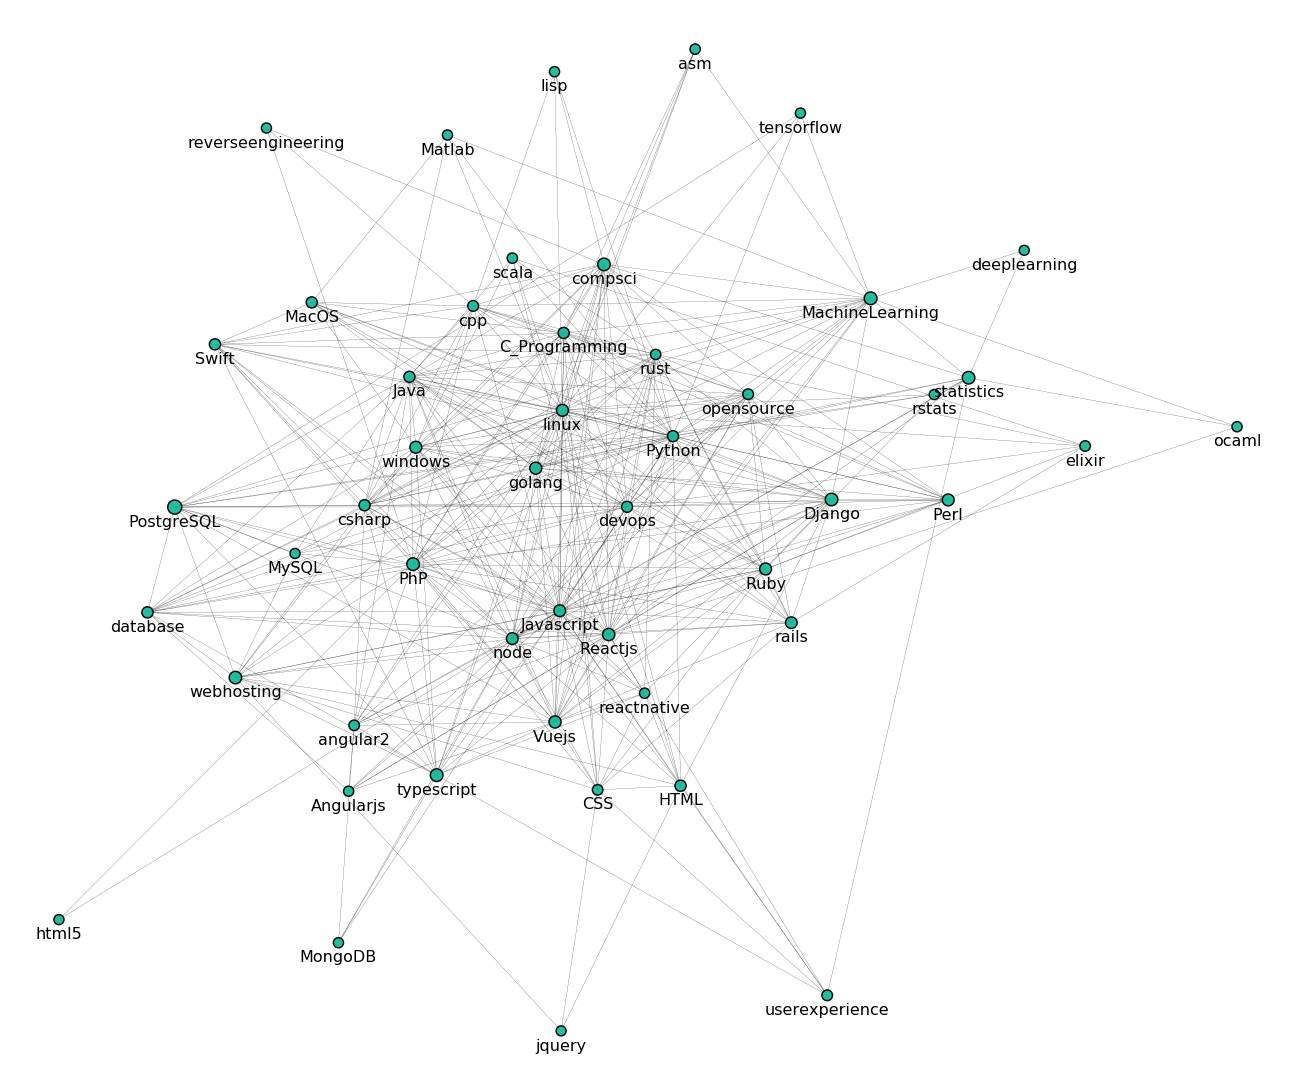 asm
lisp
tensorflow
reverseengineering
Matlab
deeplearning
scala
compsci
MachineLearning
MacOS
cpp
C_Programming
Swift
rust
Java
statistics
opensource
rstats
linux
ocaml
Python
elixir
windows
golang
PostgreSQL
csharp
devops
Django
Perl
MySQL
PhP
Ruby
database
Javascript
rails
node
Reactjs
webhosting
reactnative
angular2
Vuejs
typescript
Angularjs
CSS
HTML
html5
MongoDB
userexperience
jquery